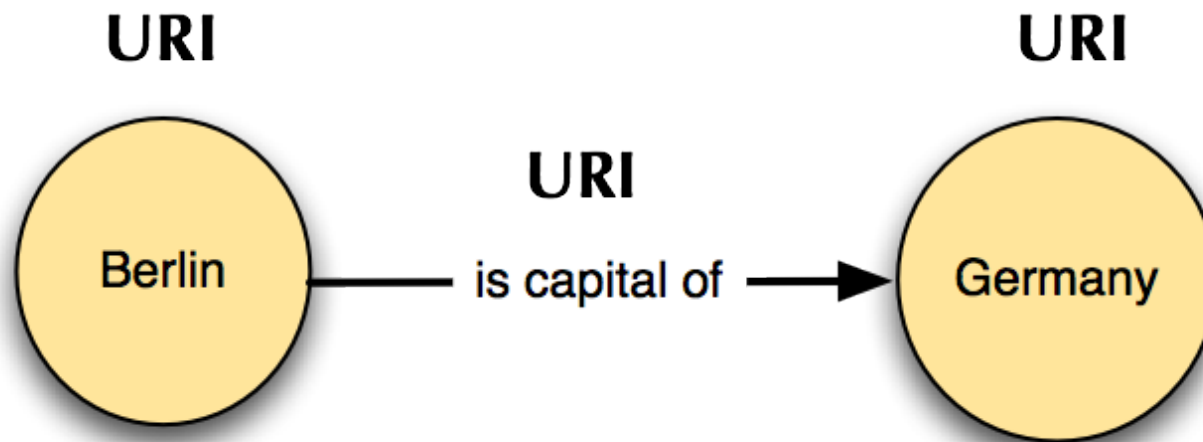 URI
URI
URI
Berlin
is capital of
Germany